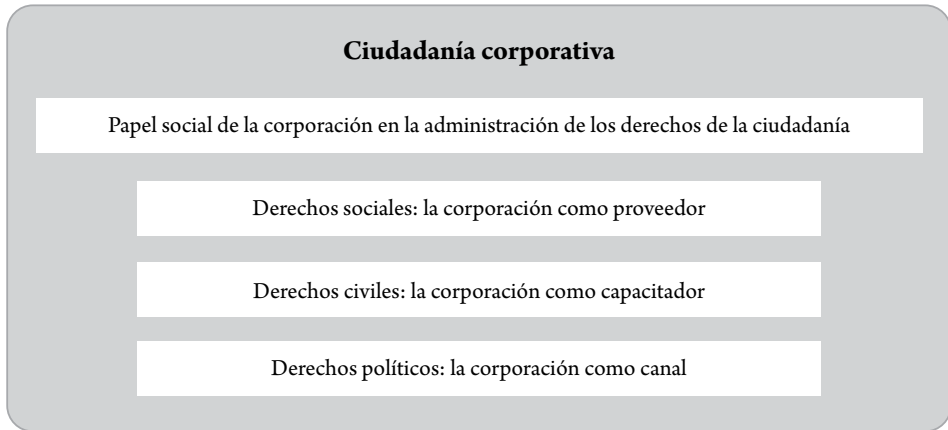 Ciudadanía corporativa
Papel social de la corporación en la administración de los derechos de la ciudadanía
Derechos sociales: la corporación como proveedor
Derechos civiles: la corporación como capacitador
Derechos políticos: la corporación como canal